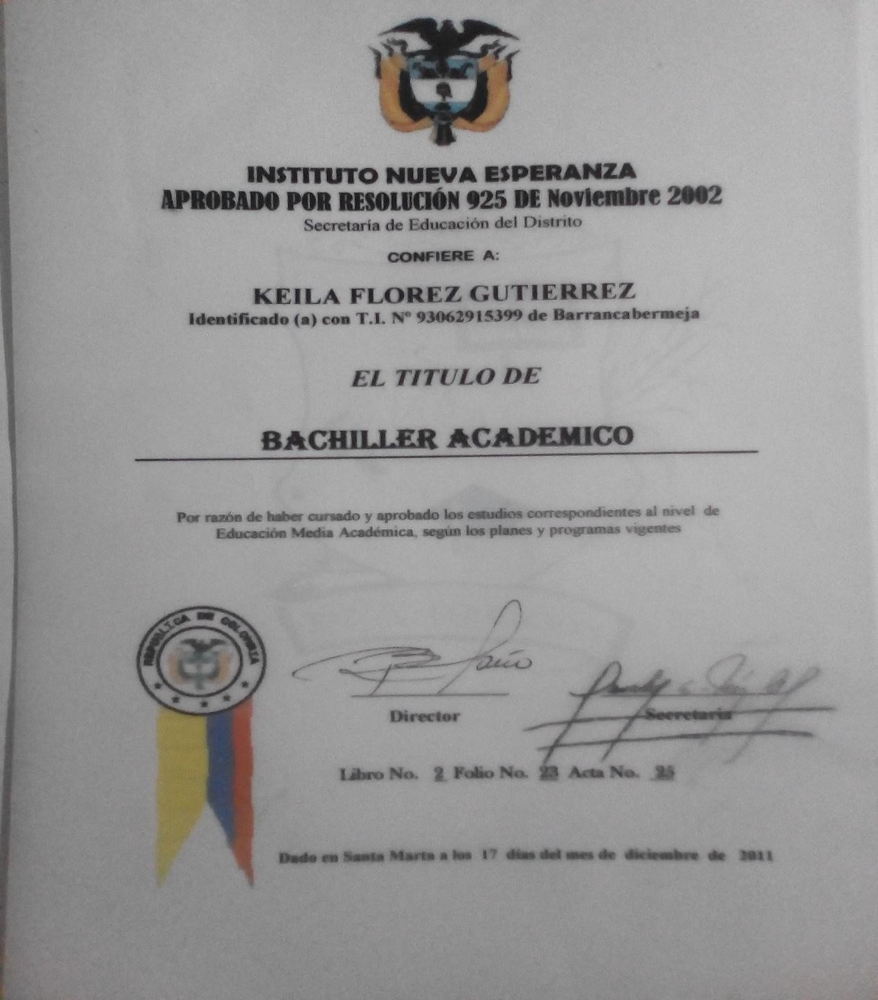 INSTITUTO NUEVA ESPERANZA
APROBADO POR RESOLUCIÓN 925 DE Noviembre 2002
Secretaría de Educación del Distrito
CONFIERE A:
KEILA FLOREZ GUTIERREZ
Identificado (a) con T.I. Nº 93062915399 de Barrancabermeja
EL TITULO DE
BACHILLER ACADEMICO
Por razón de haber cursado y aprobado los estudios correspondientes al nivel de
Educación Media Académica, según los planes y programas vigentes
REPUBLICA DE COLOMBIA
Director
Secretaria
Libro No. 2 Folio No. 23 Acta No. 25
Dado en Santa Marta a los 17 días del mes de diciembre de 2011